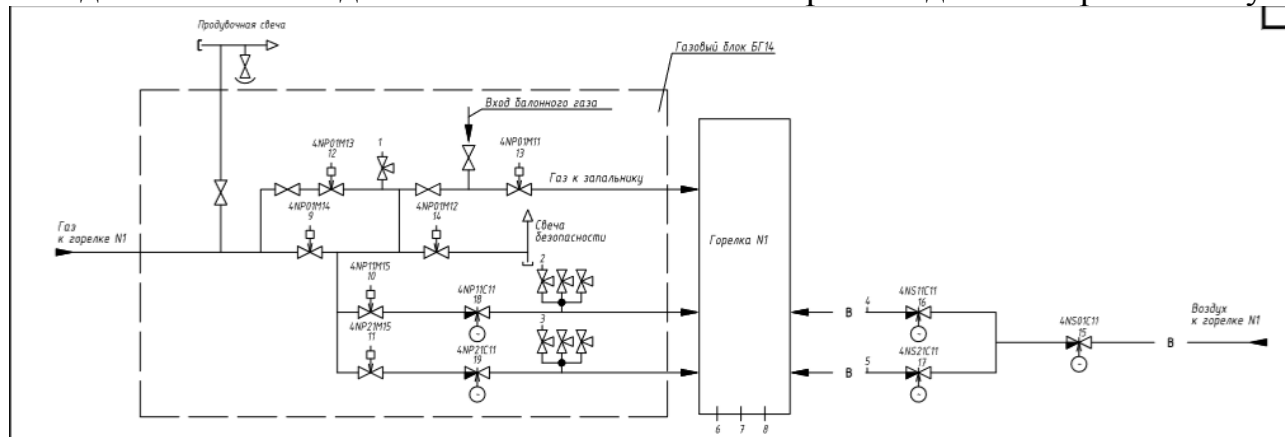 Продувочная свеча
Газовый блок БГ14
Вход балонного газа
4NP01M13
12
1
4NP01M11
13
Газ к запальнику
4NP01M14
9
4NP01M12
14
Свеча
безопасности
Газ
к горелке N1
Горелка N1
4NP11M15
10
4NP11C11
18
2
4NP21M15
11
4NP21C11
19
3
В
4
4NS11C11
16
В
5
4NS21C11
17
4NS01C11
15
В
Воздух
к горелке N1
6
7
8